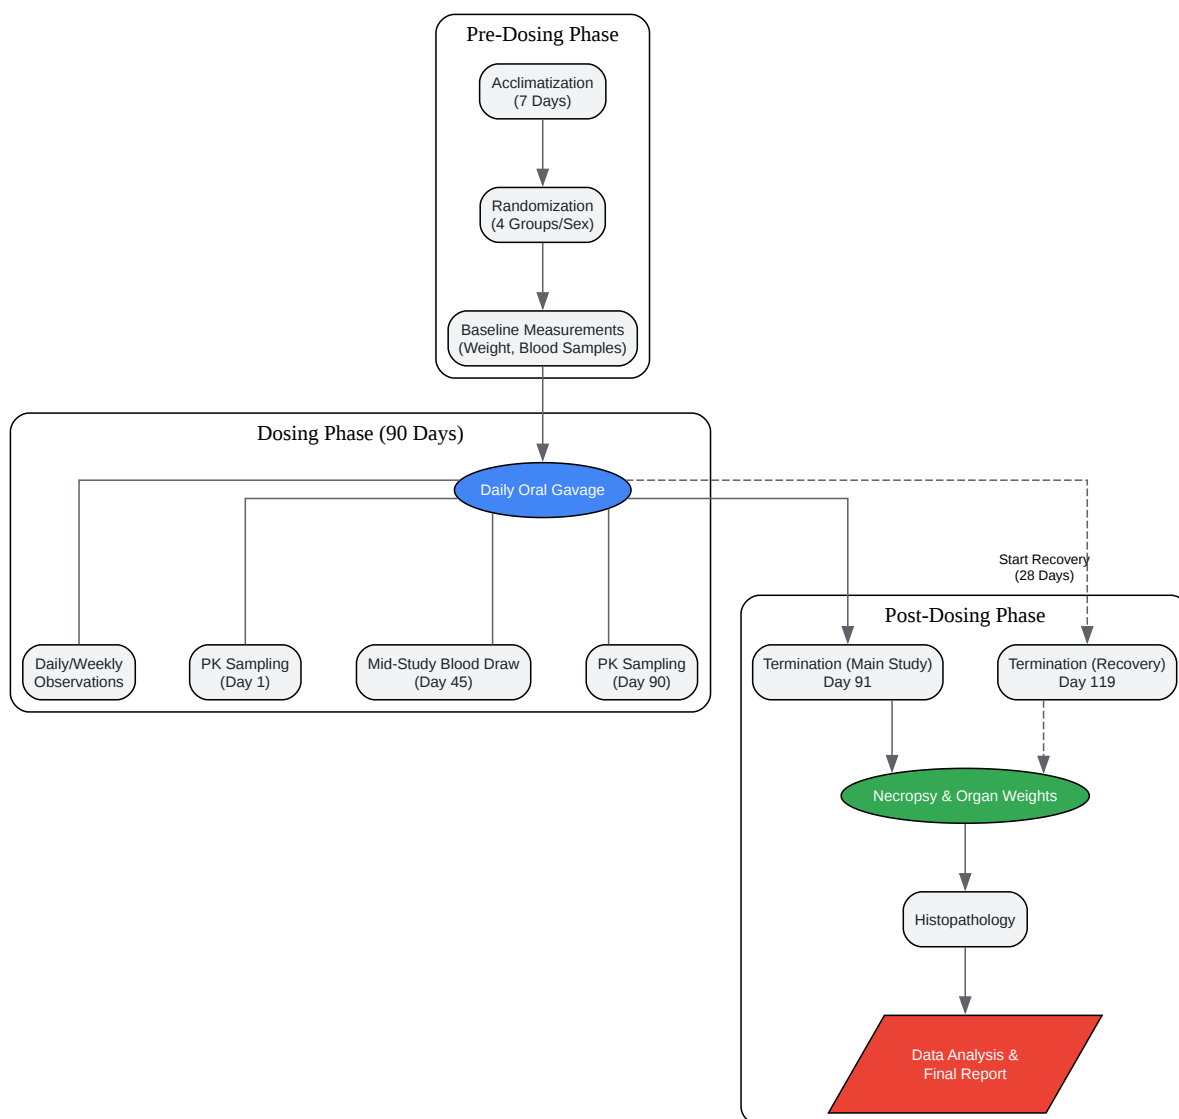 Pre-Dosing Phase
Acclimatization
(7 Days)
Randomization
(4 Groups/Sex)
Baseline Measurements
(Weight, Blood Samples)
Dosing Phase (90 Days)
Daily Oral Gavage
Daily/Weekly
Observations
PK Sampling
(Day 1)
Mid-Study Blood Draw
(Day 45)
PK Sampling
(Day 90)
Start Recovery
(28 Days)
Post-Dosing Phase
Termination (Main Study)
Day 91
Termination (Recovery)
Day 119
Necropsy & Organ Weights
Histopathology
Data Analysis &
Final Report